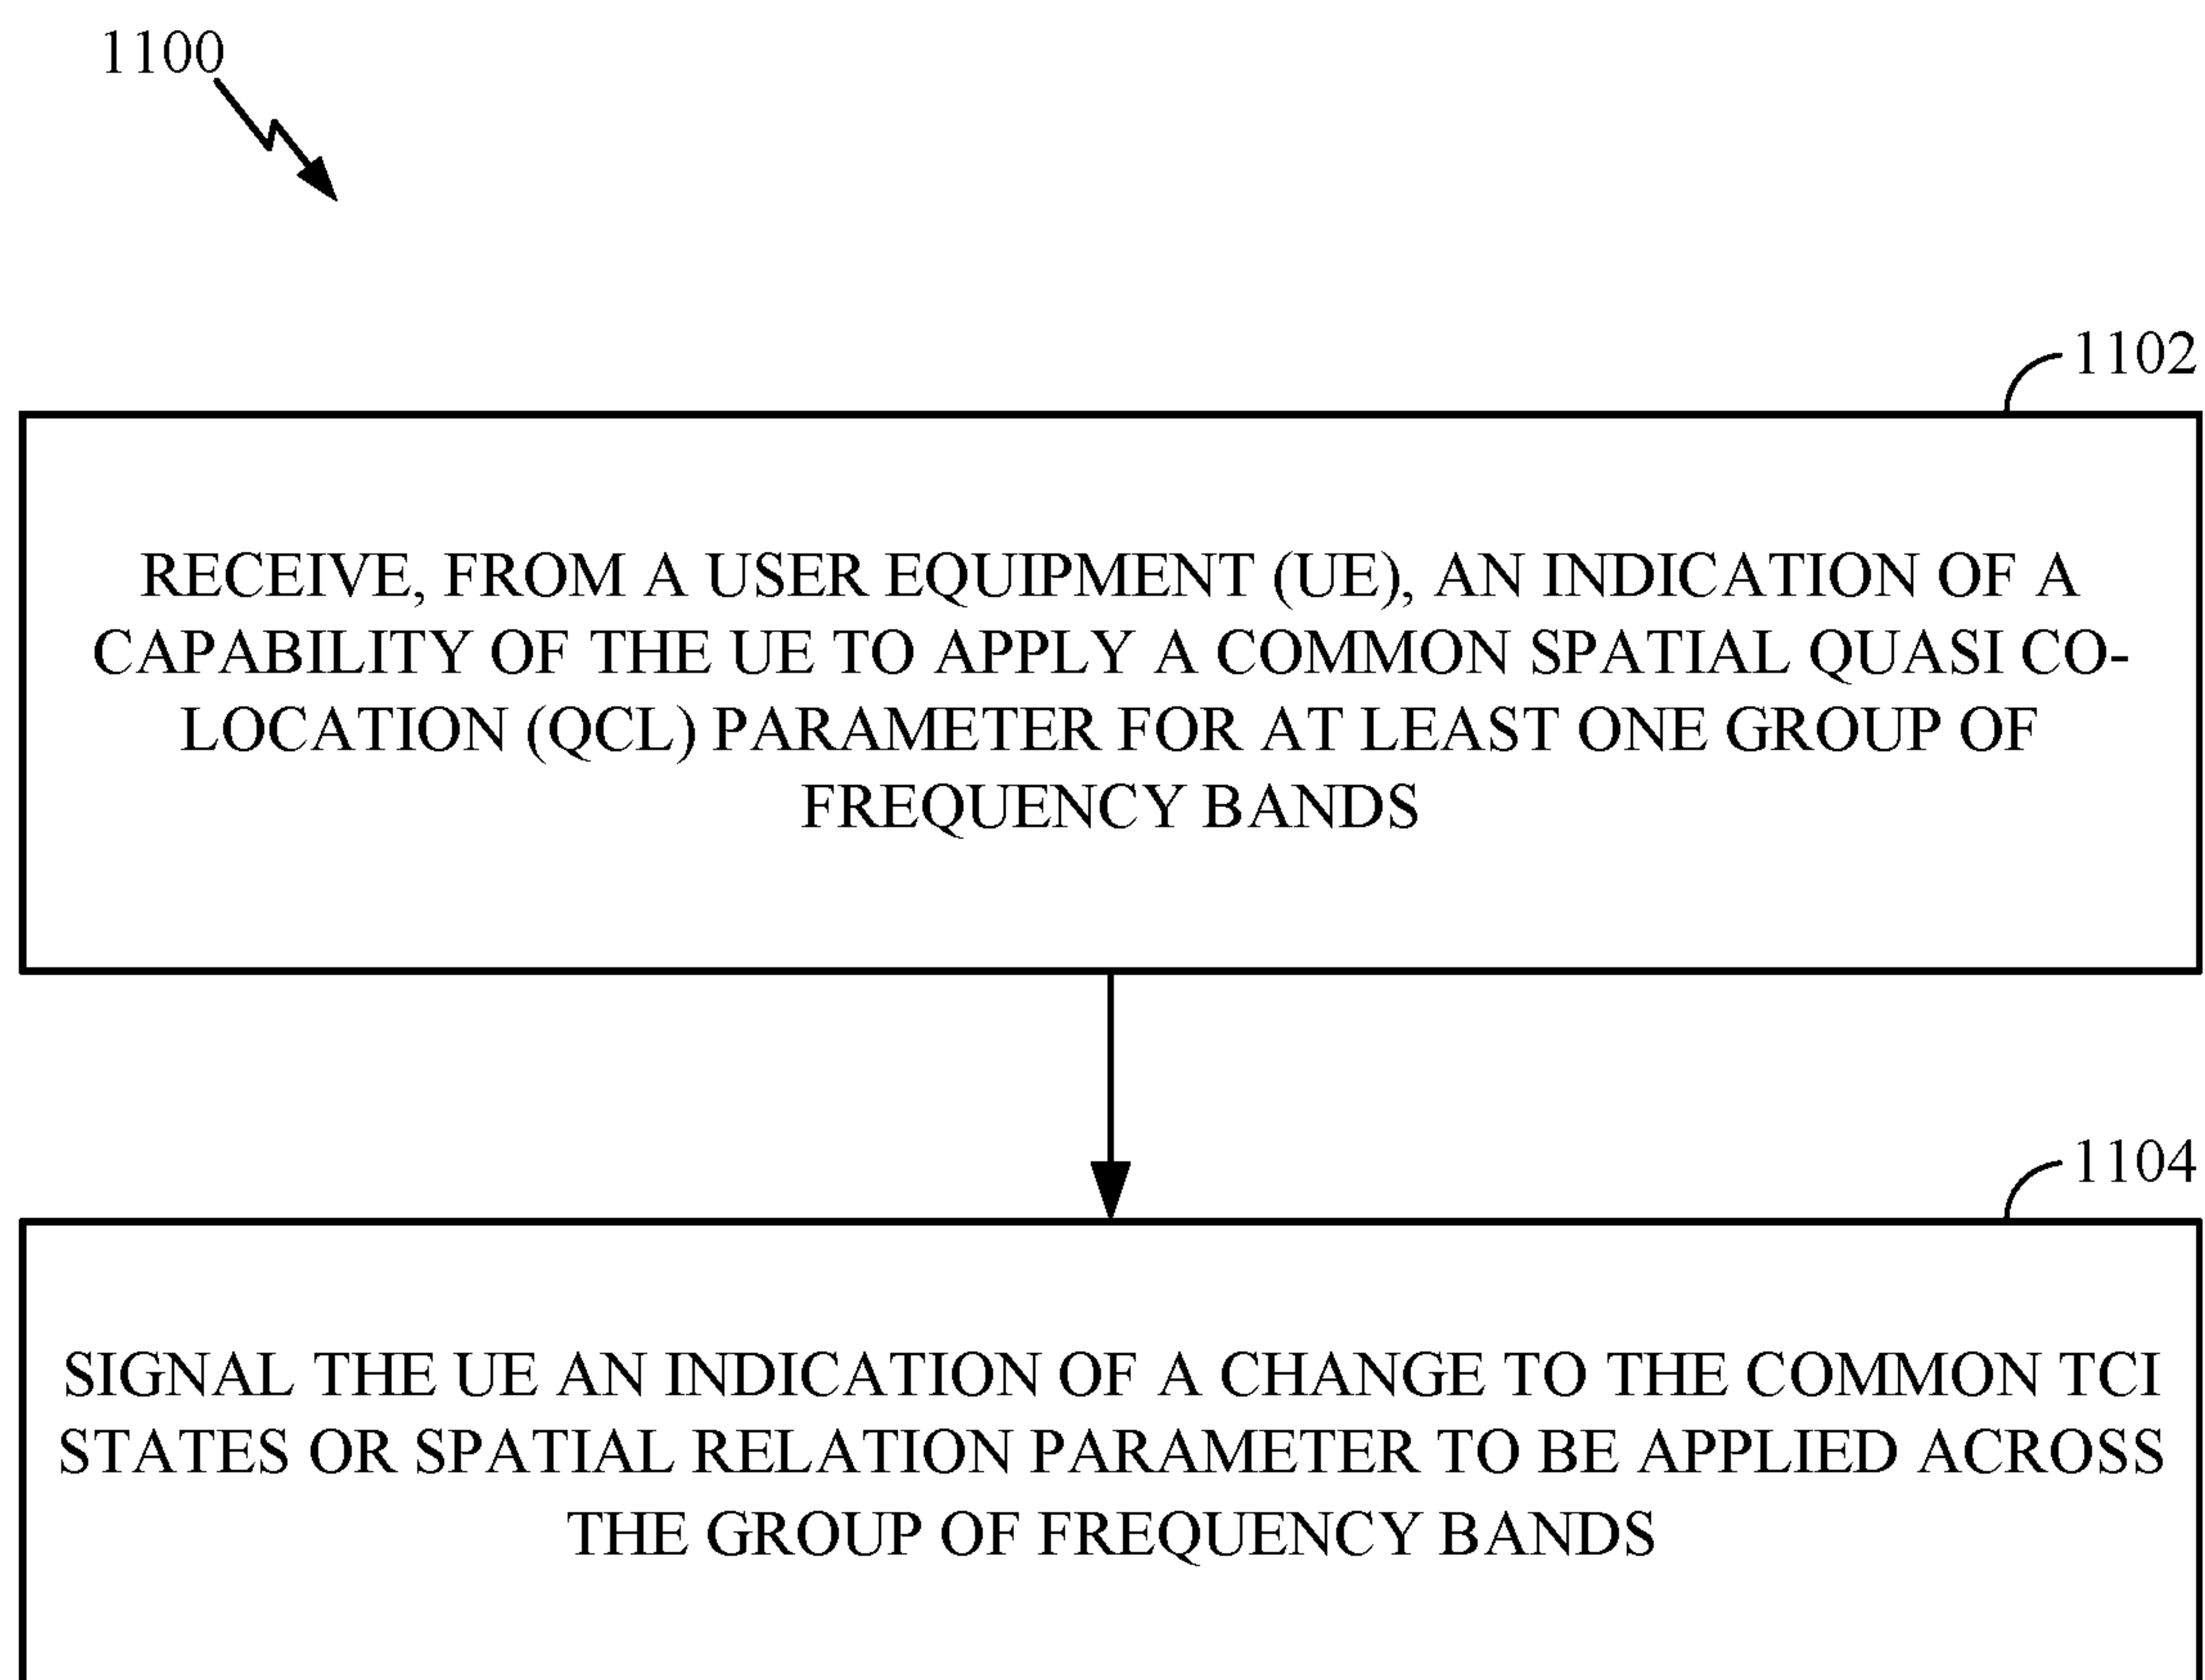 1100
1102
RECEIVE, FROM A USER EQUIPMENT (UE), AN INDICATION OF A
CAPABILITY OF THE UE TO APPLY A COMMON SPATIAL QUASI CO-
LOCATION (QCL) PARAMETER FOR AT LEAST ONE GROUP OF
FREQUENCY BANDS
1104
SIGNAL THE UE AN INDICATION OF A CHANGE TO THE COMMON TCI
STATES OR SPATIAL RELATION PARAMETER TO BE APPLIED ACROSS
THE GROUP OF FREQUENCY BANDS